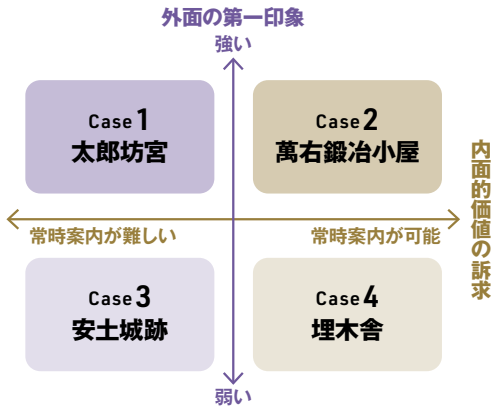 外面の第一印象
強い
Case 1
太郎坊宮
Case 2
萬右鍛冶小屋
内面的価値の訴求
常時案内が難しい
常時案内が可能
Case 3
安土城跡
Case 4
埋木舎
弱い